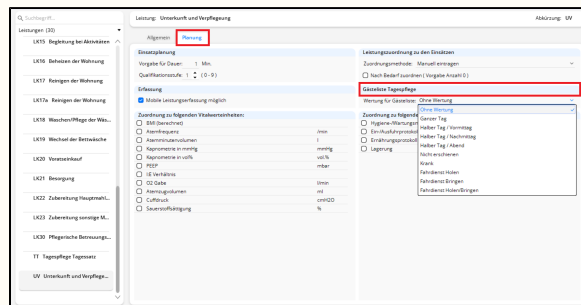 Suchbegriff...
Leistungen (30)
LK15 Begleitung bei Aktivitäten
LK16 Beheizen der Wohnung
LK17 Reinigen der Wohnung
LK17a Reinigen der Wohnung
LK18 Waschen/Pflege der Wäs...
LK19 Wechsel der Bettwäsche
LK20 Vorratseinkauf
LK21 Besorgung
LK22 Zubereitung Hauptmahl...
LK23 Zubereitung sonstige M...
LK30 Pflegerische Betreuungs...
TT Tagespflege Tagessatz
UV Unterkunft und Verpflege...
Leistung: Unterkunft und Verpflegeung
Abkürzung: UV
Allgemein Planung
Einsatzplanung
Vorgabe für Dauer: 1 Min.
Qualifikationsstufe: 1 ( 0 - 9 )
Erfassung
Mobile Leistungserfassung möglich
Zuordnung zu folgenden Vitalwerteinheiten:
BMI (berechnet)
Atemfrequenz /min
Atemminutenvolumen l
Kapnometrie in mmHg mmHg
Kapnometrie in vol% vol.%
PEEP mbar
I:E Verhältnis
O2 Gabe l/min
Atemzugvolumen ml
Cuffdruck cmH2O
Sauerstoffsättigung %
Leistungszuordnung zu den Einsätzen
Zuordnungsmethode: Manuell eintragen
Nach Bedarf zuordnen ( Vorgabe Anzahl 0 )
Gästeliste Tagespflege
Wertung für Gästeliste: Ohne Wertung
Ohne Wertung
Ganzer Tag
Halber Tag / Vormittag
Halber Tag / Nachmittag
Halber Tag / Abend
Nicht erschienen
Krank
Fahrdienst Holen
Fahrdienst Bringen
Fahrdienst Holen/Bringen
Zuordnung zu folgende
Hygiene-/Wartungsn
Ein-/Ausfuhrprotokol
Ernährungsprotokoll
Lagerung